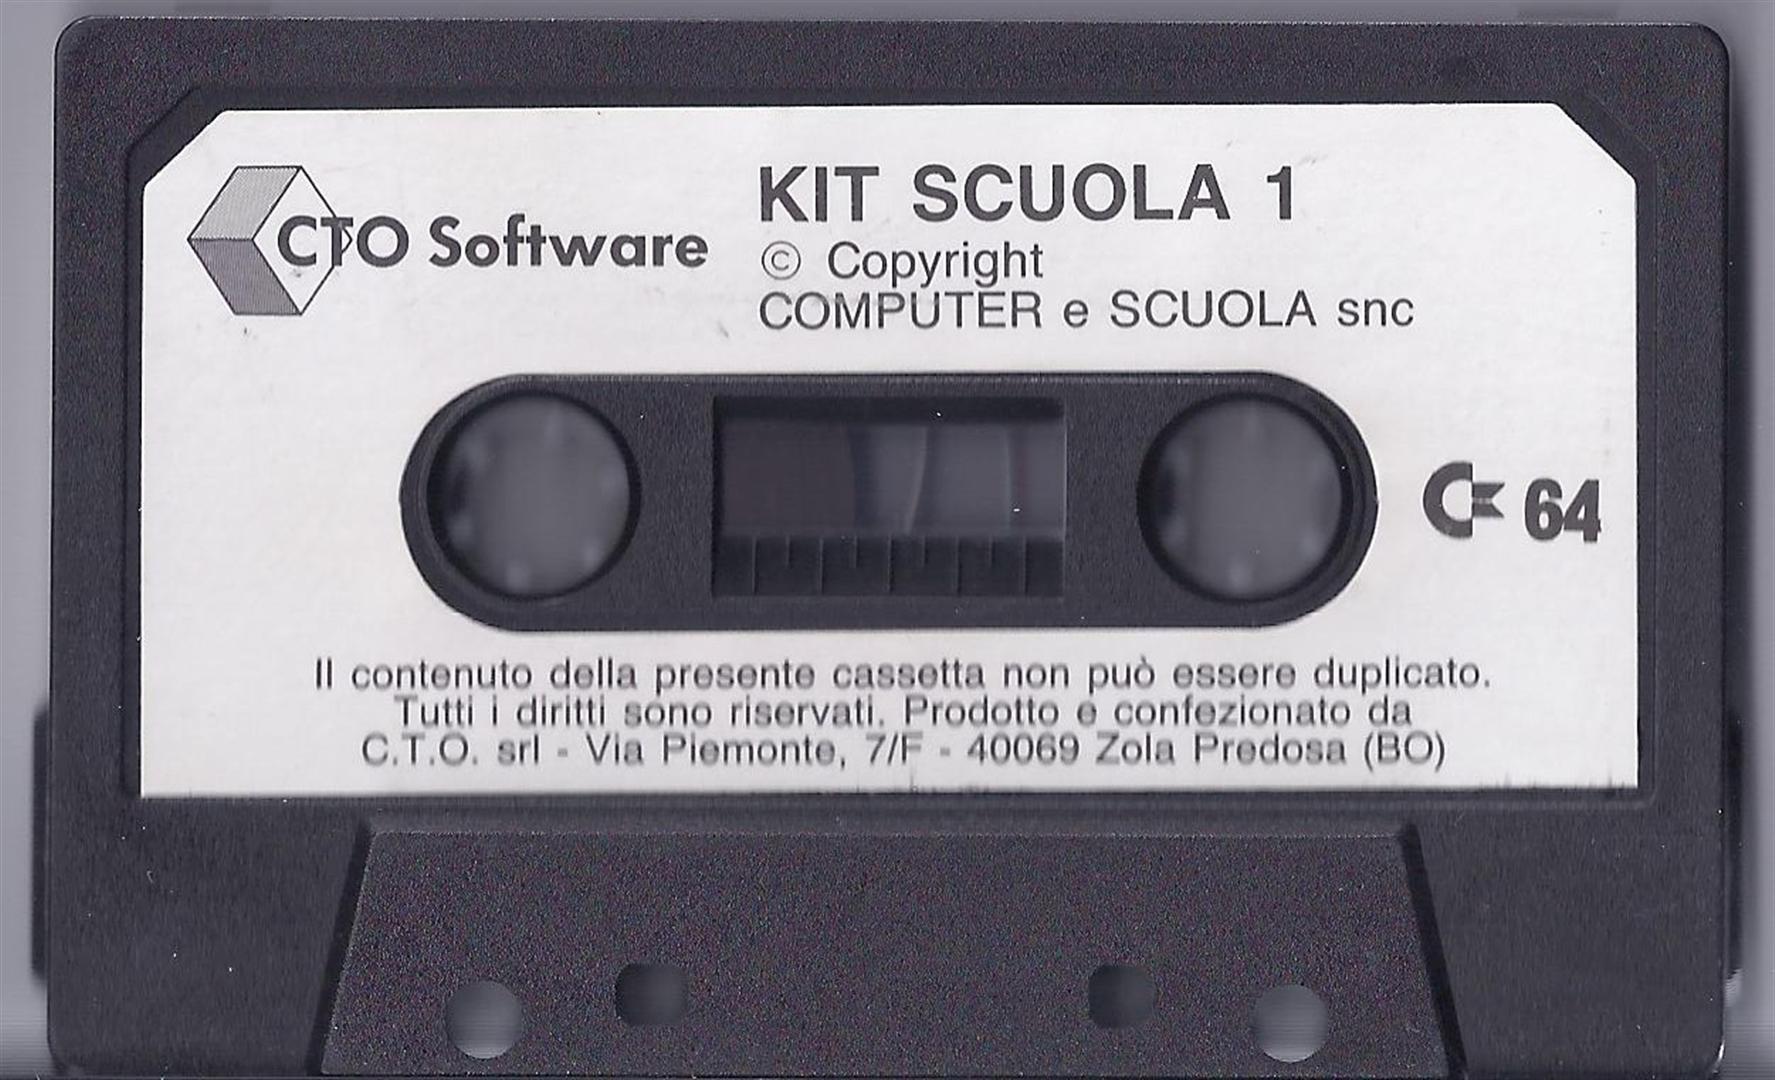 CTO Software
KIT SCUOLA 1
© Copyright
COMPUTER e SCUOLA snc
64
Il contenuto della presente cassetta non può essere duplicato.
Tutti i diritti sono riservati. Prodotto e confezionato da
C.T.O. srl - Via Piemonte, 7/F - 40069 Zola Predosa (BO)